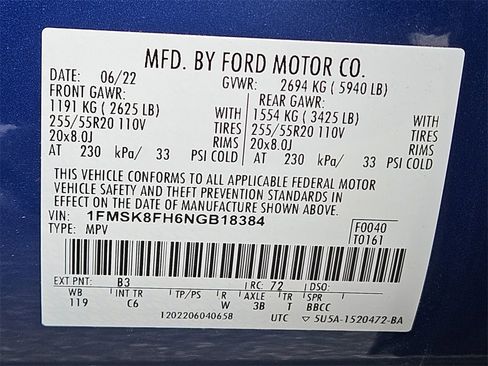 MFD. BY FORD MOTOR CO.
DATE: 06/22 GVWR: 2694 KG ( 5940 LB)
FRONT GAWR: REAR GAWR:
1191 KG ( 2625 LB) WITH 1554 KG ( 3425 LB) WITH
255/55R20 110V TIRES 255/55R20 110V TIRES
20x8.0J RIMS 20x8.0J RIMS
AT 230 kPa/ 33 PSI COLD AT 230 kPa/ 33 PSI COLD
THIS VEHICLE CONFORMS TO ALL APPLICABLE FEDERAL MOTOR
VEHICLE SAFETY AND THEFT PREVENTION STANDARDS IN
EFFECT ON THE DATE OF MANUFACTURE SHOWN ABOVE.
VIN: 1FMSK8FH6NGB18384 F0040
TYPE: MPV T0161
EXT PNT: B3 RC: 72 DSO:
WB INT TR TP/PS R AXLE TR SPR
119 C6 W 3B T BBCC
1202206040658 UTC 5U5A-1520472-BA